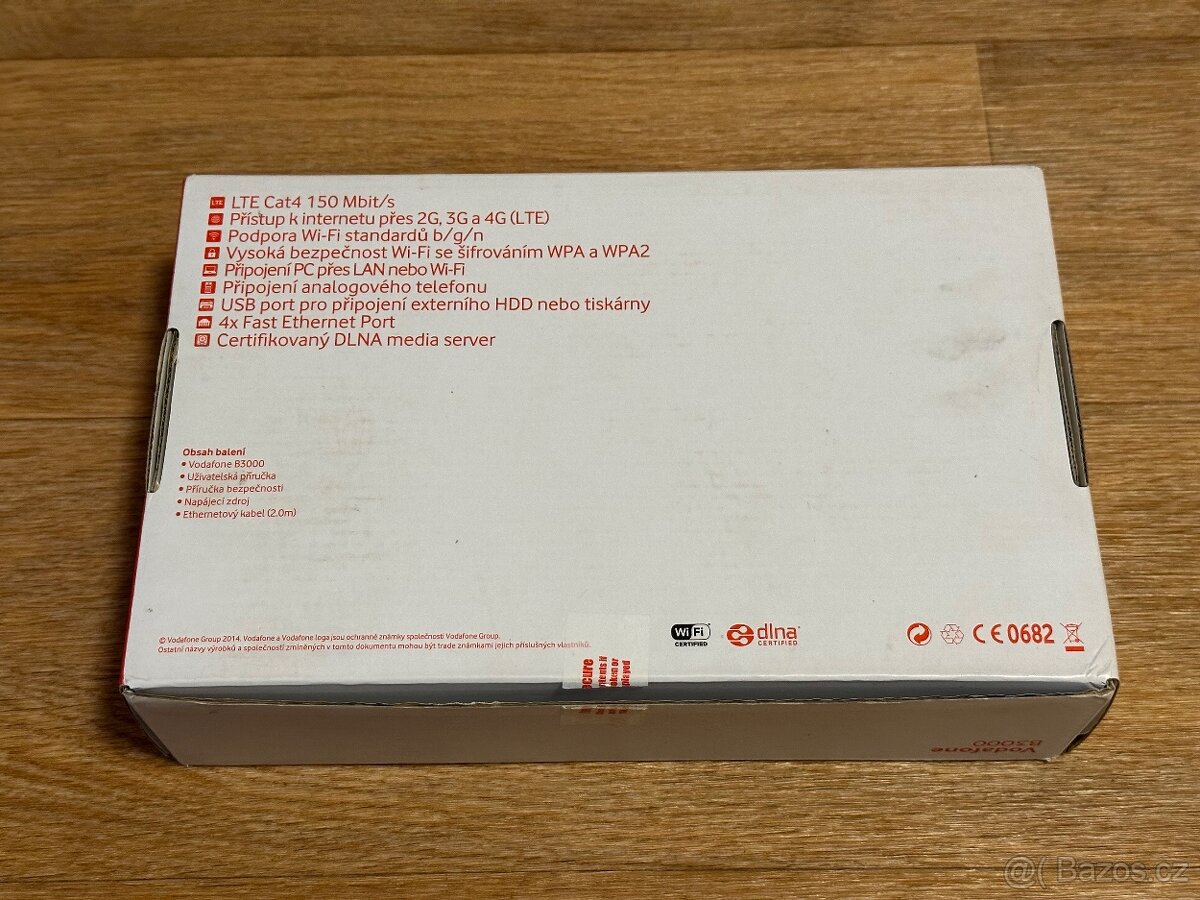 LTE LTE Cat4 150 Mbit/s
Přístup k internetu přes 2G, 3G a 4G (LTE)
Podpora Wi-Fi standardů b/g/n
Vysoká bezpečnost Wi-Fi se šifrováním WPA a WPA2
Připojení PC přes LAN nebo Wi-Fi
Připojení analogového telefonu
USB port pro připojení externího HDD nebo tiskárny
4x Fast Ethernet Port
Certifikovaný DLNA media server
Obsah balení
• Vodafone B3000
• Uživatelská příručka
• Příručka bezpečnosti
• Napájecí zdroj
• Ethernetový kabel (2.0m)
© Vodafone Group 2014. Vodafone a Vodafone loga jsou ochranné známky společnosti Vodafone Group.
Ostatní názvy výrobků a společností zmíněných v tomto dokumentu mohou být trade známkami jejich příslušných vlastníků.
Wi Fi CERTIFIED
dlna CERTIFIED
CE0682
Vodafone
B3000
@( Bazos.cz